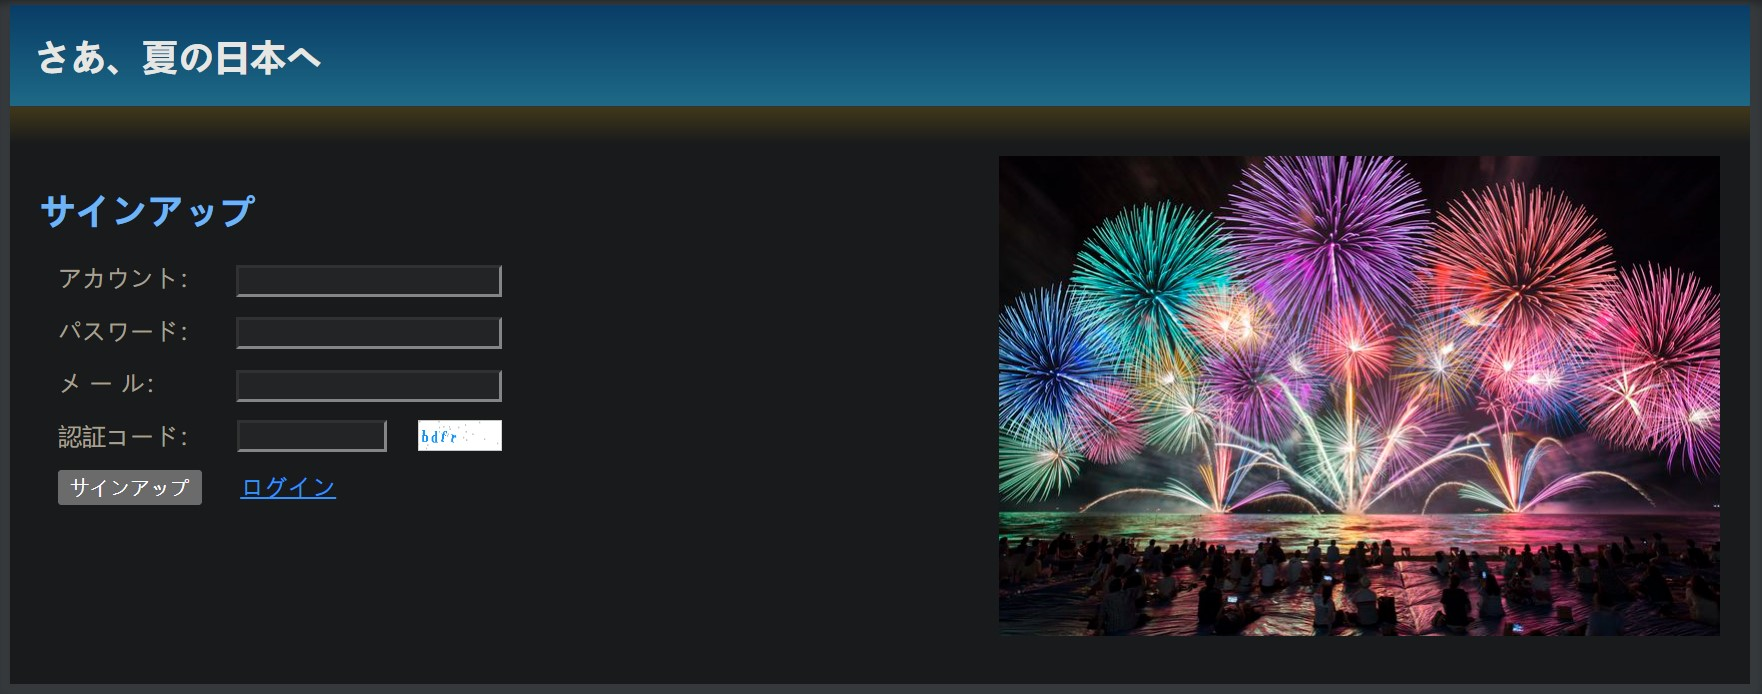 さあ、夏の日本へ
サインアップ
アカウント:
パスワード:
メ ー ル:
認証コード: bdfr
サインアップ ログイン